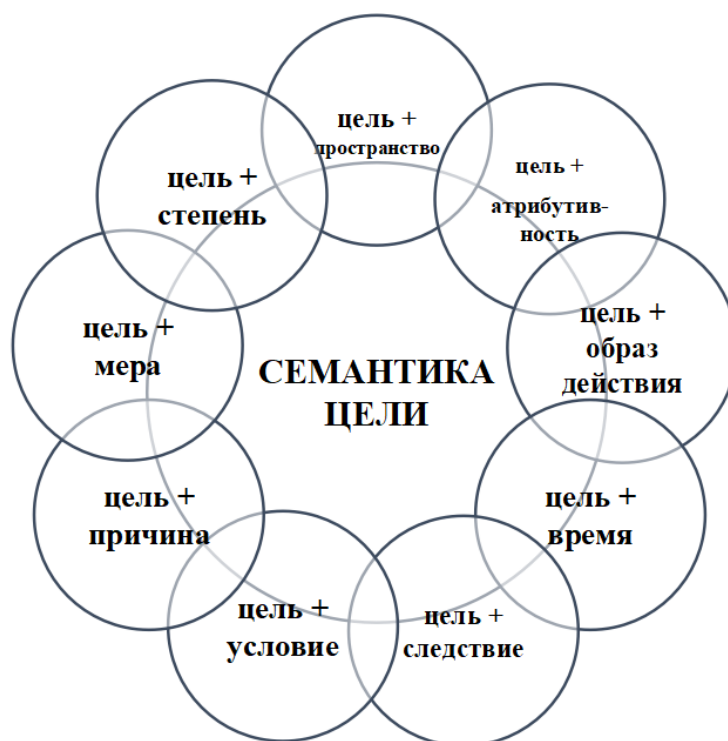 цель +
пространство
цель +
атрибутив-
ность
цель +
образ
действия
цель +
время
цель +
следствие
цель +
условие
цель +
причина
цель +
мера
цель +
степень
СЕМАНТИКА
ЦЕЛИ